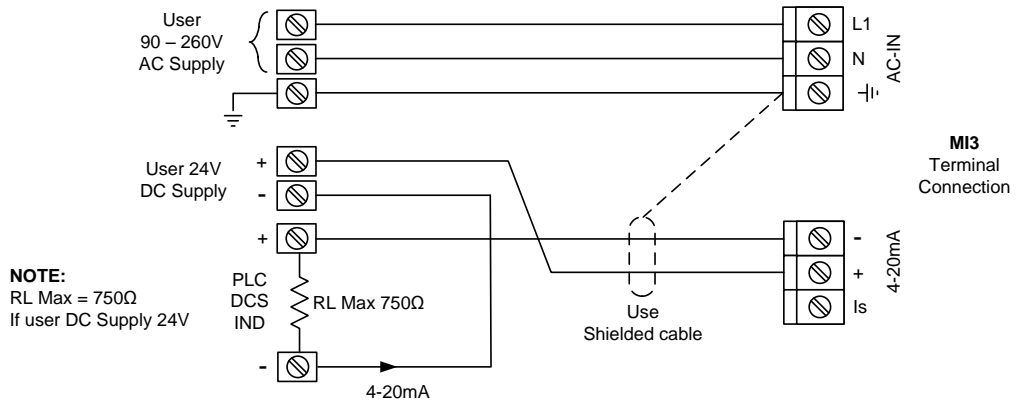 User
90 – 260V
AC Supply
L1
N
AC-IN
User 24V
DC Supply
+
-
MI3
Terminal
Connection
+
PLC
DCS
IND
RL Max 750Ω
-
4-20mA
NOTE:
RL Max = 750Ω
If user DC Supply 24V
Use
Shielded cable
-
+
Is
4-20mA